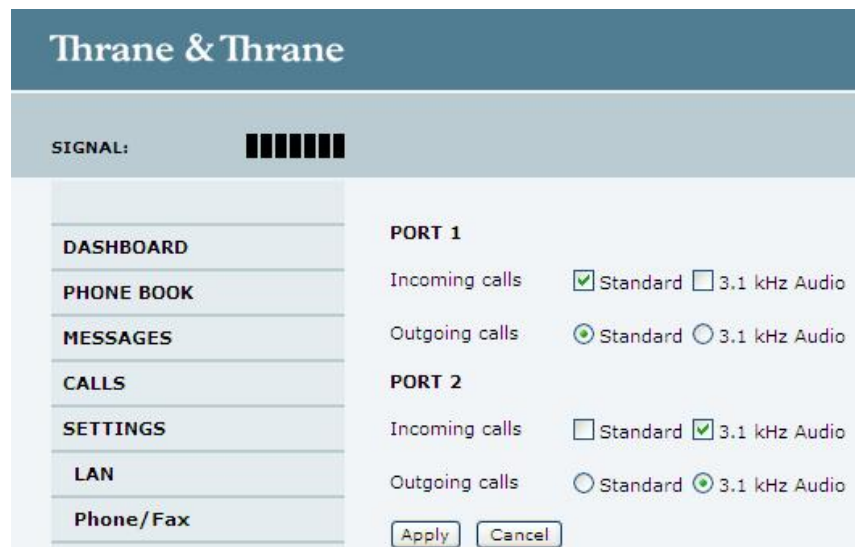 Thrane & Thrane
SIGNAL:
DASHBOARD
PHONE BOOK
MESSAGES
CALLS
SETTINGS
LAN
Phone/Fax
PORT 1
Incoming calls Standard 3.1 kHz Audio
Outgoing calls Standard 3.1 kHz Audio
PORT 2
Incoming calls Standard 3.1 kHz Audio
Outgoing calls Standard 3.1 kHz Audio
Apply Cancel